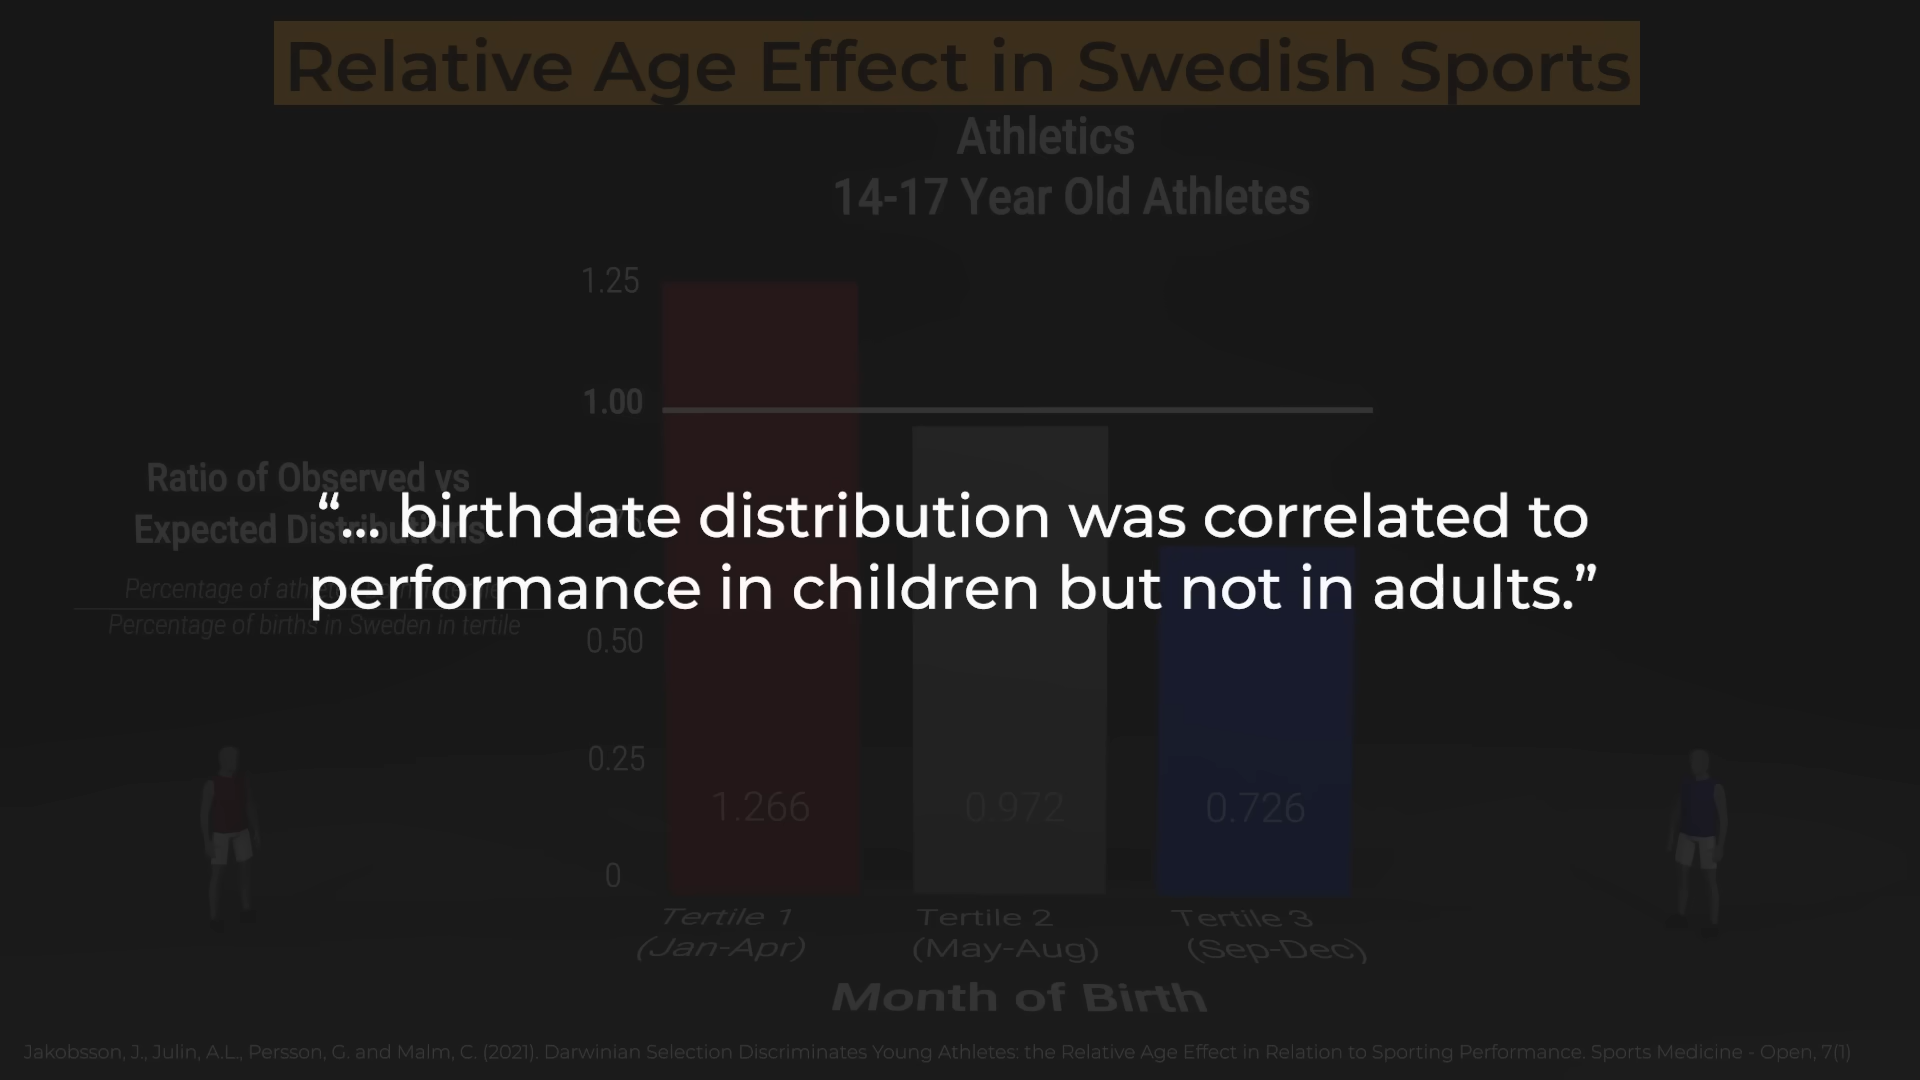 Relative Age Effect in Swedish Sports
Athletics
14-17 Year Old Athletes
1.25
1.00
Ratio of Observed vs
Expected Distributions
“... birthdate distribution was correlated to
performance in children but not in adults.”
Percentage of
Percentage of births in Sweden in tertile
0.50
0.25
0
1.266
0.972
0.726
Tertile 1
(Jan-Apr)
Tertile 2
(May-Aug)
Tertile 3
(Sep-Dec)
Month of Birth
Jakobsson, J., Julin, A.L., Persson, G. and Malm, C. (2021). Darwinian Selection Discriminates Young Athletes: the Relative Age Effect in Relation to Sporting Performance. Sports Medicine - Open, 7(1)